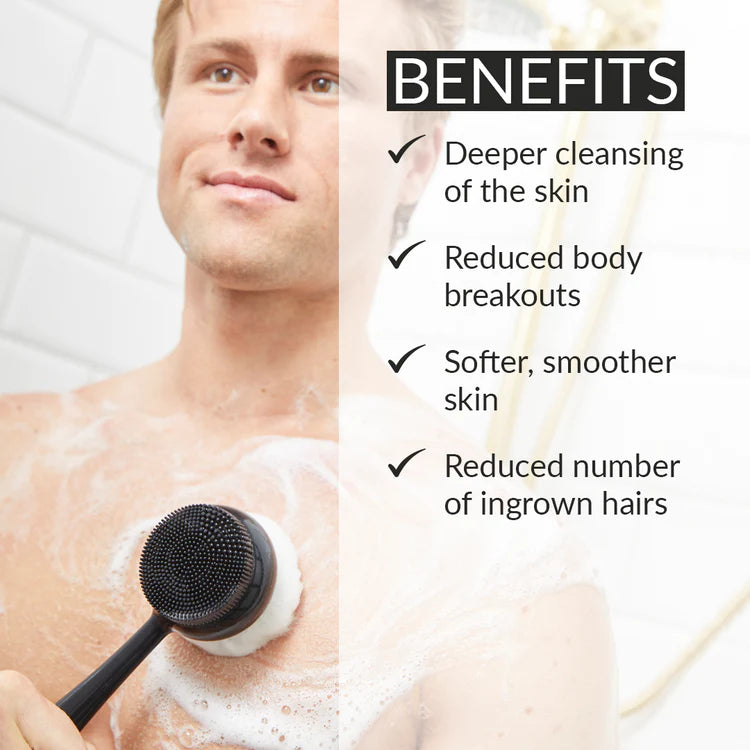 BENEFITS
Deeper cleansing
of the skin
Reduced body
breakouts
Softer, smoother
skin
Reduced number
of ingrown hairs